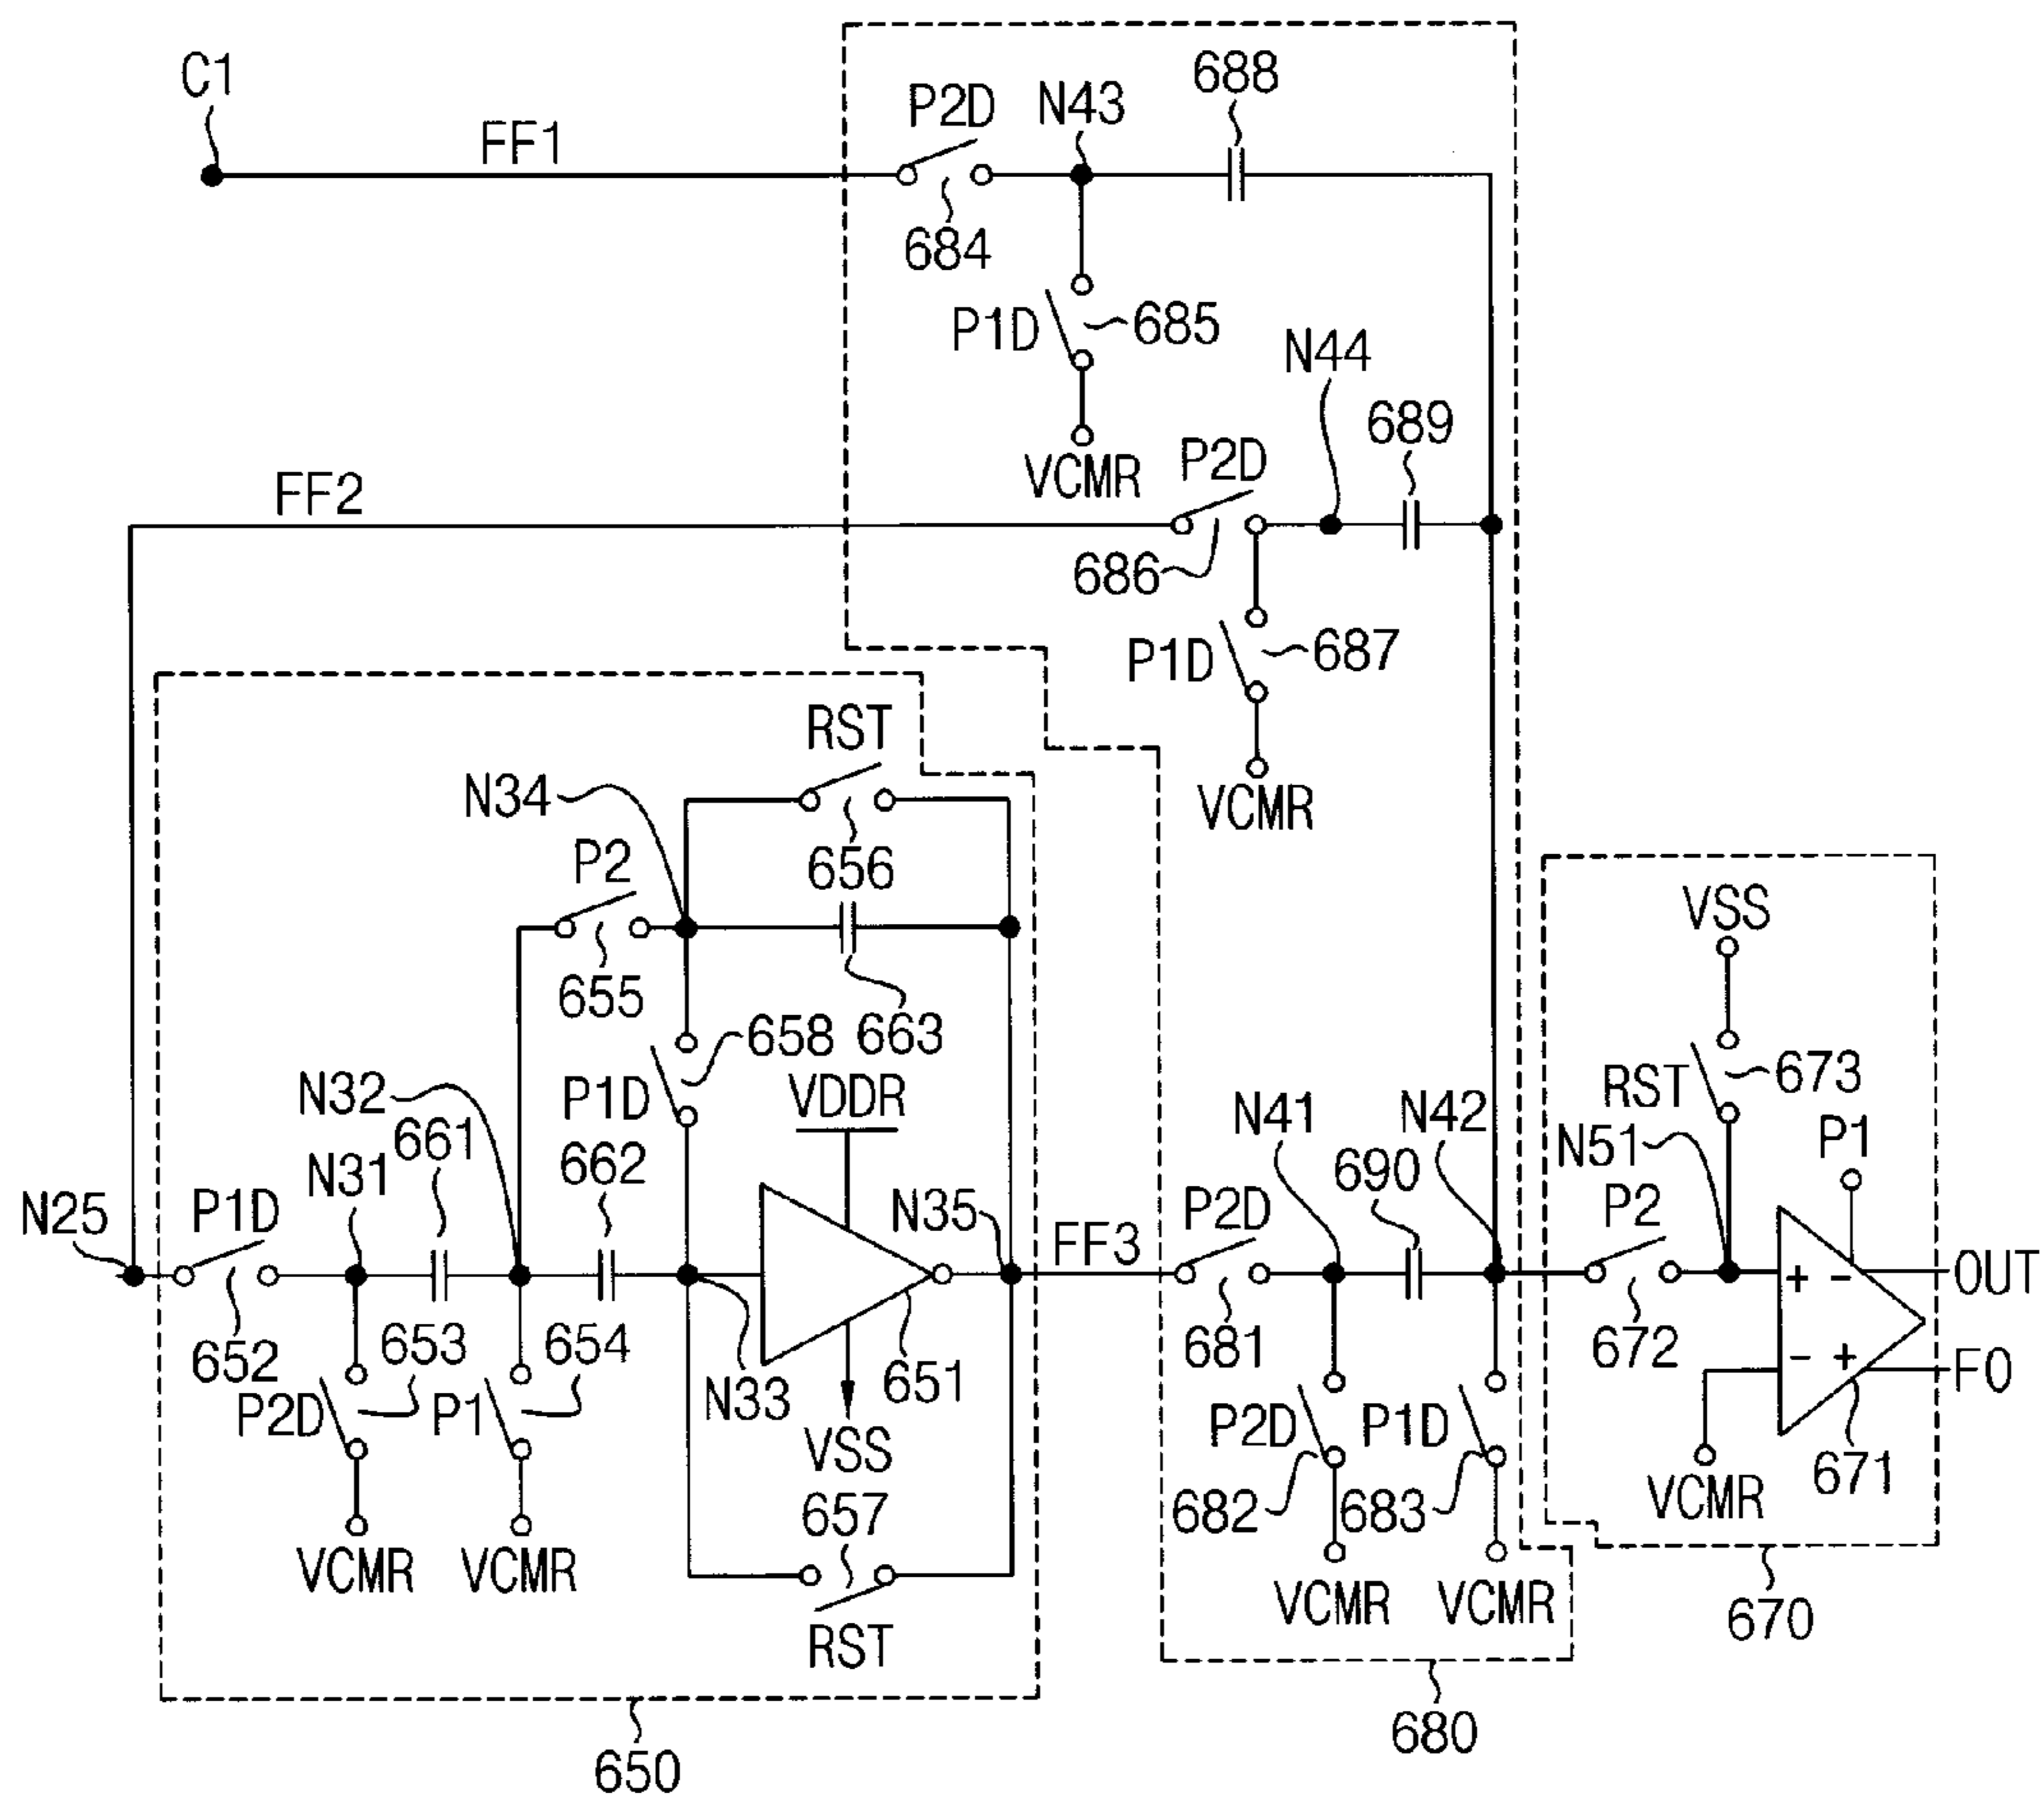 C1
FF1
P2D
N43
688
684
P1D
685
N44
VCMR
P2D
689
FF2
686
P1D
687
VCMR
RST
N34
656
P2
655
663
658
P1D
VDDR
N32
661
662
N31
N25
P1D
652
653
654
P2D
P1
N33
651
VSS
657
VCMR
VCMR
RST
650
N35
FF3
P2D
N41
690
N42
681
P2D
P1D
682
683
VCMR
VCMR
680
VSS
RST
673
N51
P1
P2
672
+ -
- +
OUT
FO
VCMR
671
670